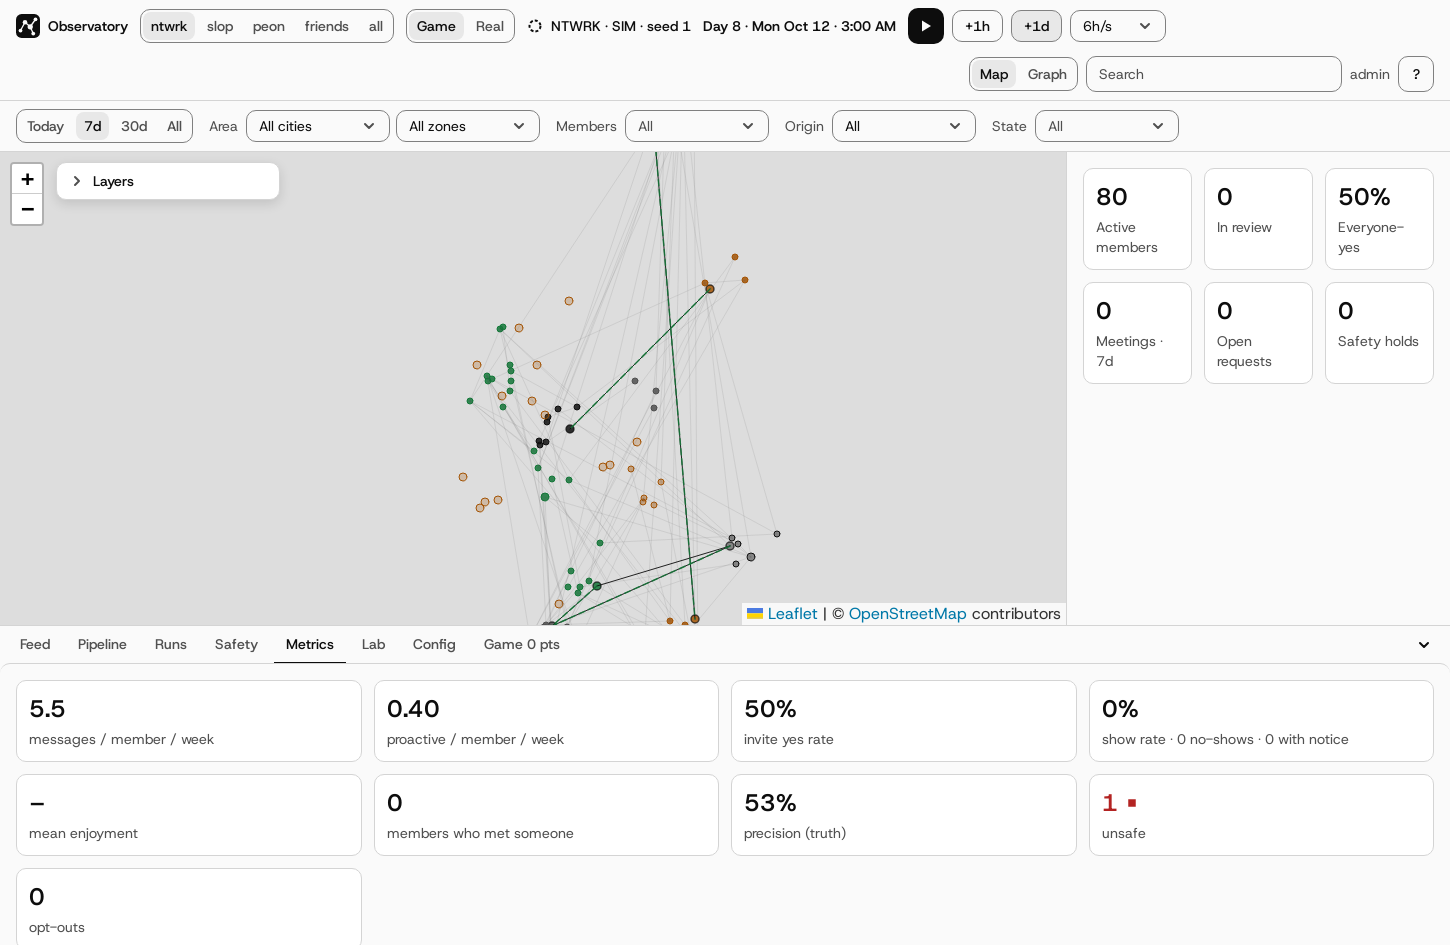 Observatory ntwrk slop peon friends all Game Real NTWRK · SIM · seed 1 Day 8 · Mon Oct 12 · 3:00 AM +1h +1d 6h/s
Map Graph Search admin ?
Today 7d 30d All Area All cities All zones Members All Origin All State All
+
−
Layers
80
Active
members
0
In review
50%
Everyone-
yes
0
Meetings ·
7d
0
Open
requests
0
Safety holds
Leaflet | © OpenStreetMap contributors
Feed Pipeline Runs Safety Metrics Lab Config Game 0 pts
5.5
messages / member / week
0.40
proactive / member / week
50%
invite yes rate
0%
show rate · 0 no-shows · 0 with notice
–
mean enjoyment
0
members who met someone
53%
precision (truth)
1
unsafe
0
opt-outs